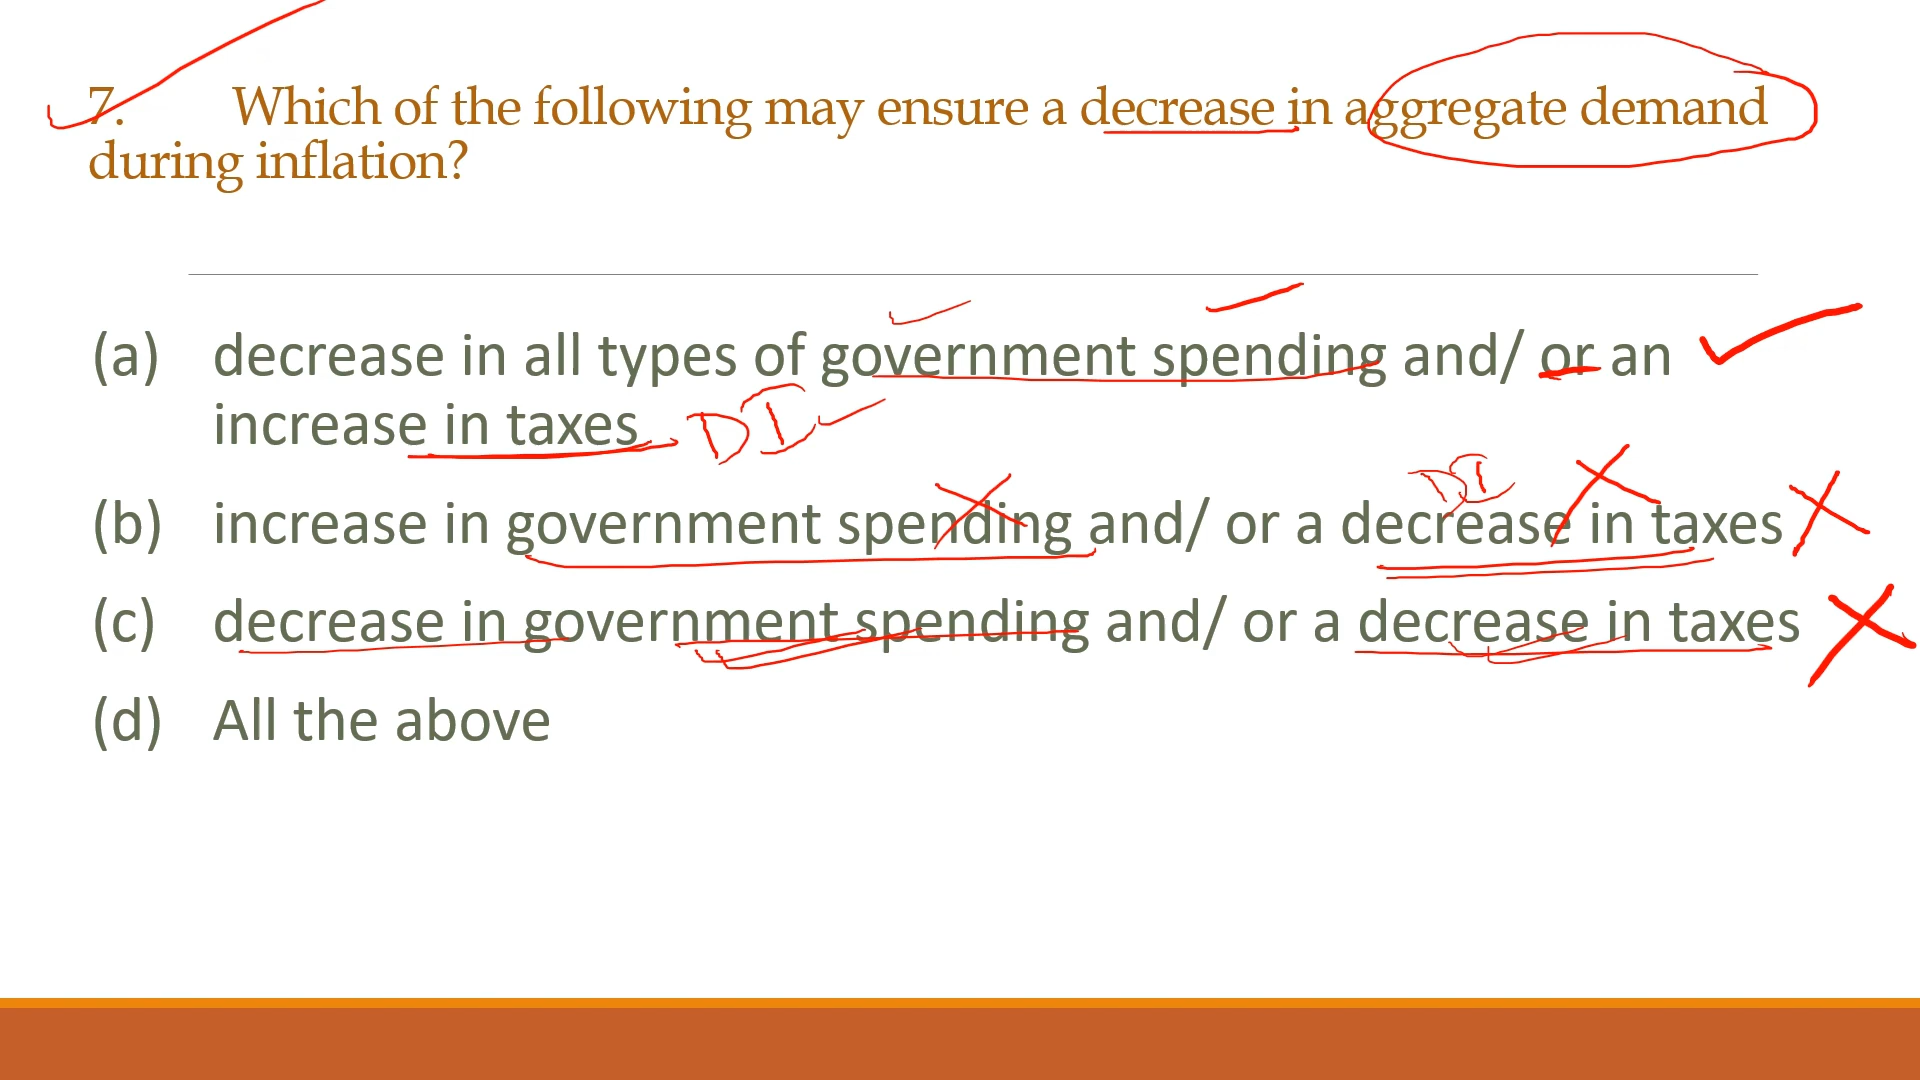 7. Which of the following may ensure a decrease in aggregate demand
during inflation?
(a) decrease in all types of government spending and/ or an
increase in taxes DI
DI
(b) increase in government spending and/ or a decrease in taxes
(c) decrease in government spending and/ or a decrease in taxes
(d) All the above